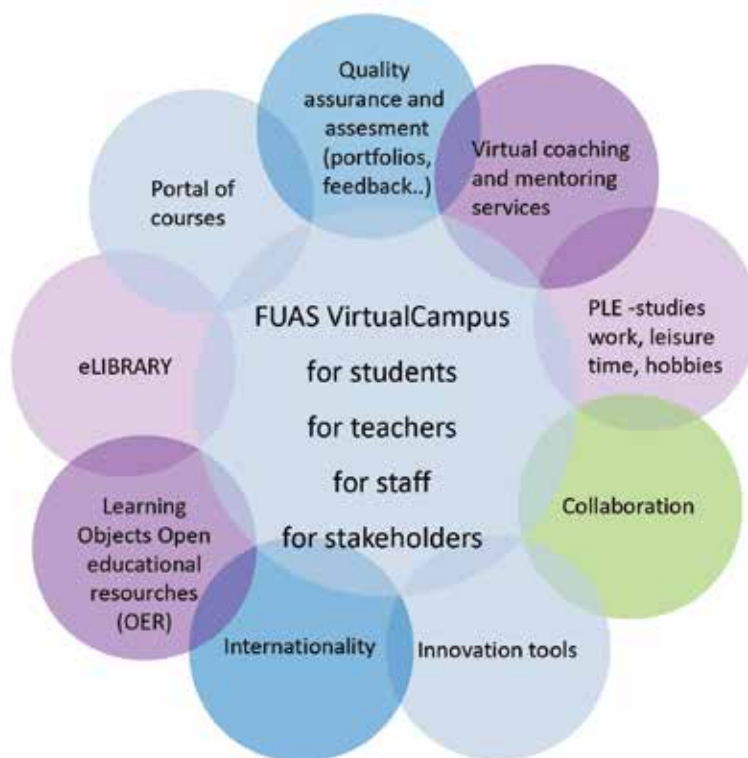 Quality
assurance and
assesment
(portfolios,
feedback..)
Virtual coaching
and mentoring
services
PLE -studies
work, leisure
time, hobbies
Collaboration
Innovation tools
Internationality
Learning
Objects Open
educational
resourches
(OER)
eLIBRARY
Portal of
courses
FUAS VirtualCampus
for students
for teachers
for staff
for stakeholders